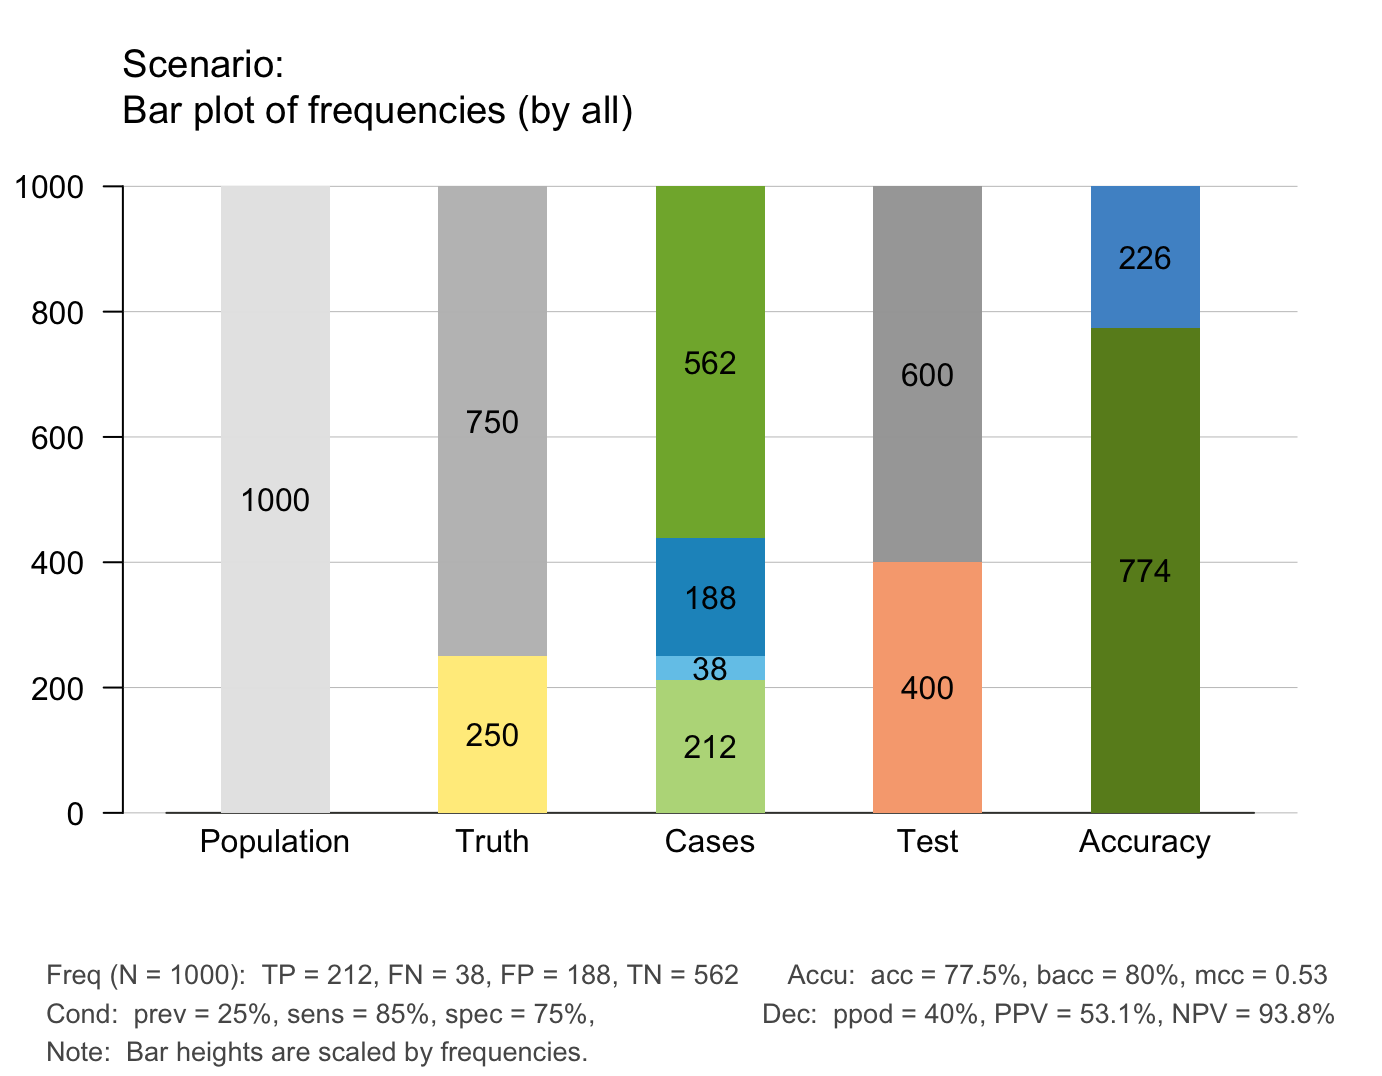 Scenario:
Bar plot of frequencies (by all)
1000
800
600
400
200
0
1000
750
250
562
188
38
212
600
400
226
774
Population
Truth
Cases
Test
Accuracy
Freq (N = 1000):  TP = 212, FN = 38, FP = 188, TN = 562
Accu:  acc = 77.5%, bacc = 80%, mcc = 0.53
Cond:  prev = 25%, sens = 85%, spec = 75%,
Dec:  ppod = 40%, PPV = 53.1%, NPV = 93.8%
Note:  Bar heights are scaled by frequencies.